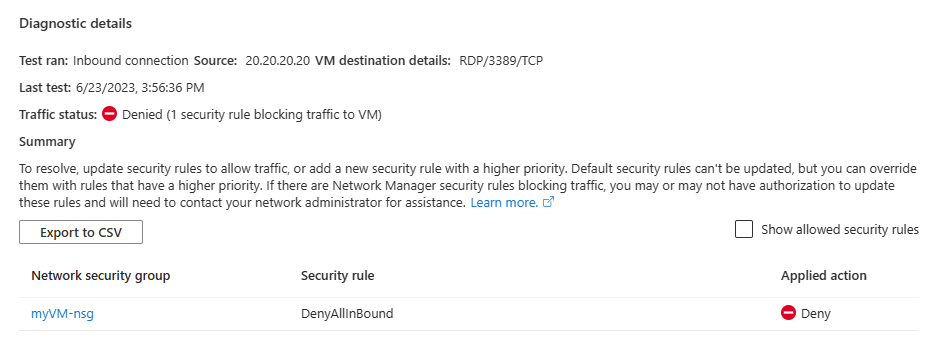 Diagnostic details
Test ran: Inbound connection Source: 20.20.20.20 VM destination details: RDP/3389/TCP
Last test: 6/23/2023, 3:56:36 PM
Traffic status: Denied (1 security rule blocking traffic to VM)
Summary
To resolve, update security rules to allow traffic, or add a new security rule with a higher priority. Default security rules can't be updated, but you can override
them with rules that have a higher priority. If there are Network Manager security rules blocking traffic, you may or may not have authorization to update
these rules and will need to contact your network administrator for assistance. Learn more.
Export to CSV
Show allowed security rules
Network security group Security rule Applied action
myVM-nsg DenyAllInBound Deny